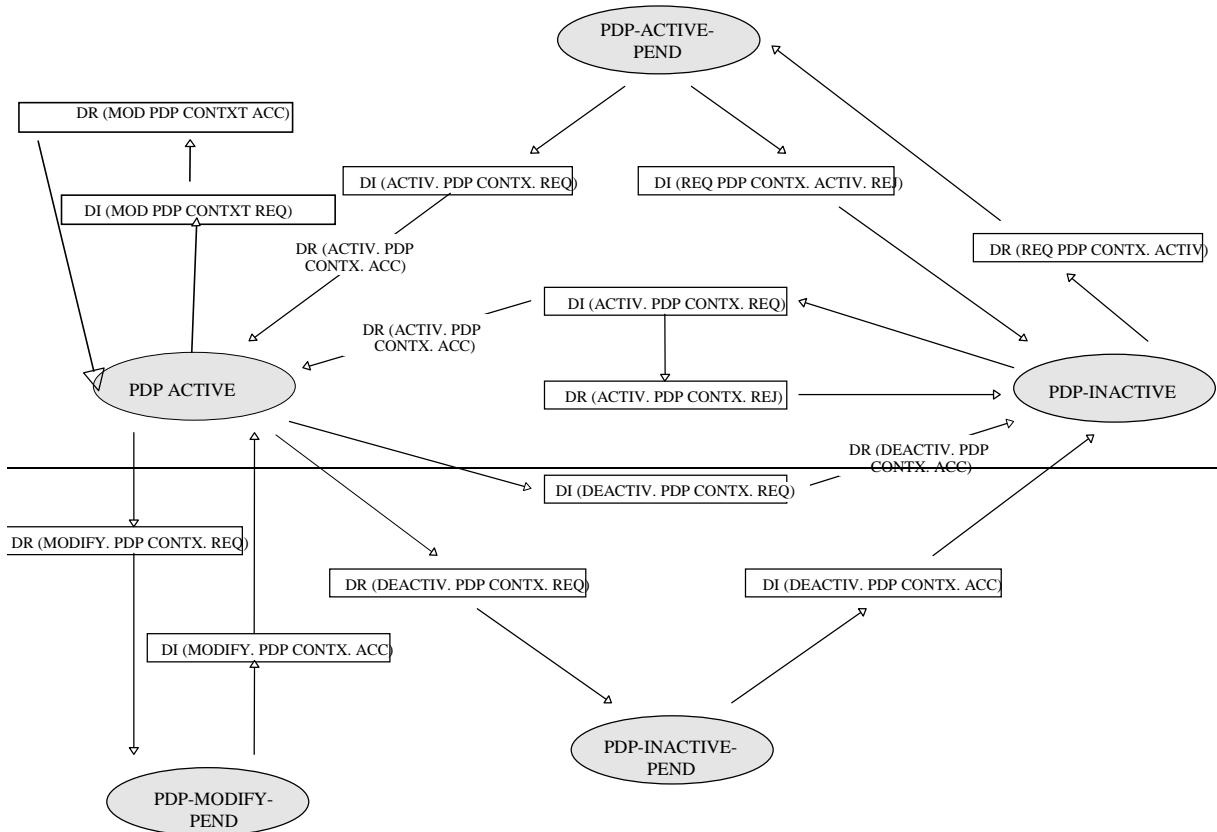 PDP-ACTIVE-
PEND
DR (MOD PDP CONTXT ACC)
DI (ACTIV. PDP CONTX. REQ)
DI (REQ PDP CONTX. ACTIV. REJ)
DI (MOD PDP CONTXT REQ)
DR (ACTIV. PDP
CONTX. ACC)
DR (REQ PDP CONTX. ACTIV)
DI (ACTIV. PDP CONTX. REQ)
DR (ACTIV. PDP
CONTX. ACC)
PDP ACTIVE
DR (ACTIV. PDP CONTX. REJ)
PDP-INACTIVE
DR (DEACTIV. PDP
CONTX. ACC)
DI (DEACTIV. PDP CONTX. REQ)
DR (MODIFY. PDP CONTX. REQ)
DR (DEACTIV. PDP CONTX. REQ)
DI (DEACTIV. PDP CONTX. ACC)
DI (MODIFY. PDP CONTX. ACC)
PDP-INACTIVE-
PEND
PDP-MODIFY-
PEND